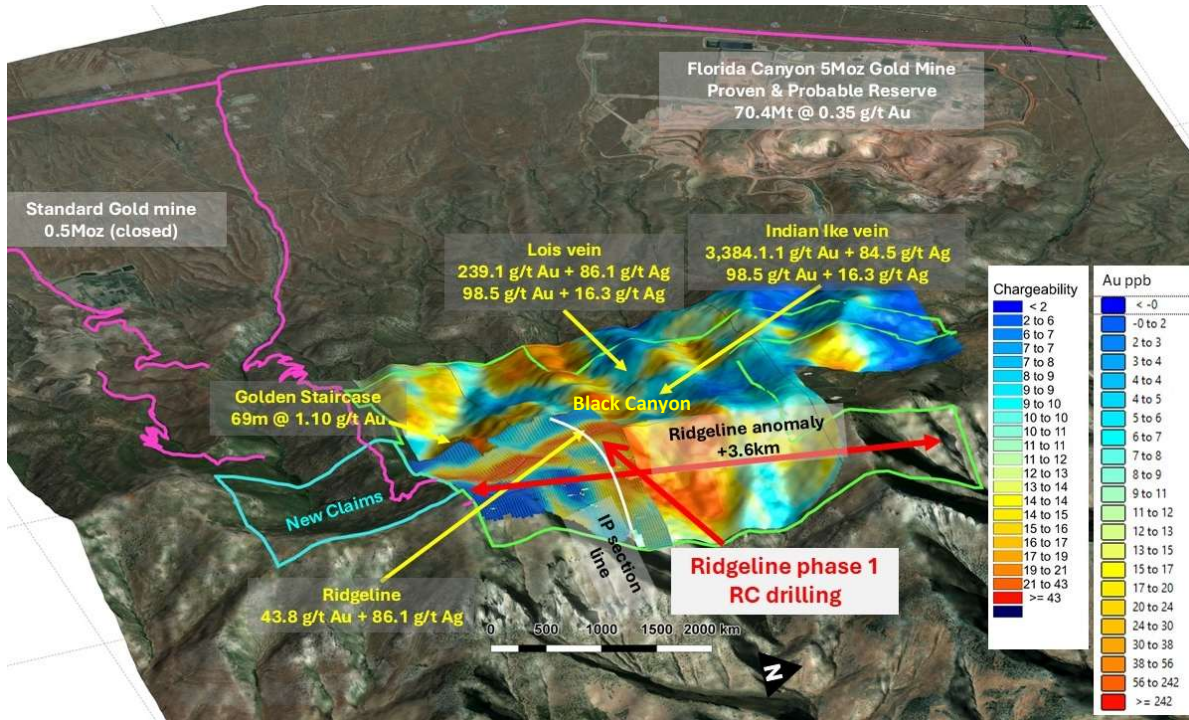 Florida Canyon 5Moz Gold Mine
Proven & Probable Reserve
70.4Mt @ 0.35 g/t Au
Standard Gold mine
0.5Moz (closed)
Lois vein
239.1 g/t Au + 86.1 g/t Ag
98.5 g/t Au + 16.3 g/t Ag
Indian Ike vein
3,384.1.1 g/t Au + 84.5 g/t Ag
98.5 g/t Au + 16.3 g/t Ag
Golden Staircase
69m @ 1.10 g/t Au
Black Canyon
Ridgeline anomaly
+3.6km
New Claims
IP section
line
Ridgeline
43.8 g/t Au + 86.1 g/t Ag
Ridgeline phase 1
RC drilling
0 500 1000 1500 2000 km
N
Chargeability
< 2
2 to 6
6 to 7
7 to 7
7 to 8
8 to 9
9 to 9
9 to 10
10 to 10
10 to 11
11 to 12
12 to 13
13 to 14
14 to 14
14 to 15
15 to 16
16 to 17
17 to 19
19 to 21
21 to 43
>= 43
Au ppb
< -0
-0 to 2
2 to 3
3 to 4
4 to 4
4 to 5
5 to 6
6 to 7
7 to 8
8 to 9
9 to 11
11 to 12
12 to 13
13 to 15
15 to 17
17 to 20
20 to 24
24 to 30
30 to 38
38 to 56
56 to 242
>= 242